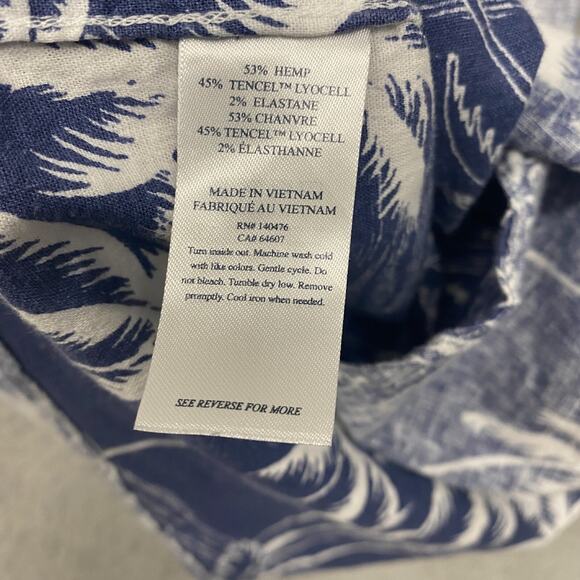 53% HEMP
45% TENCEL™ LYOCELL
2% ELASTANE
53% CHANVRE
45% TENCEL™ LYOCELL
2% ÉLASTHANNE
MADE IN VIETNAM
FABRIQUÉ AU VIETNAM
RN# 140476
CA# 64607
Turn inside out. Machine wash cold
with like colors. Gentle cycle. Do
not bleach. Tumble dry low. Remove
promptly. Cool iron when needed.
SEE REVERSE FOR MORE